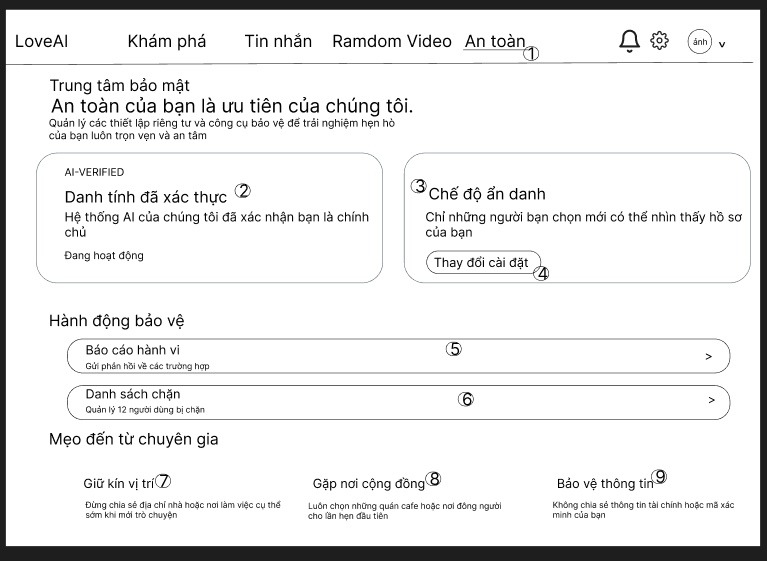 LoveAI Khám phá Tin nhắn Ramdom Video An toàn ① ảnh v
Trung tâm bảo mật
An toàn của bạn là ưu tiên của chúng tôi.
Quản lý các thiết lập riêng tư và công cụ bảo vệ để trải nghiệm hẹn hò
của bạn luôn trọn vẹn và an tâm
AI-VERIFIED
Danh tính đã xác thực ②
Hệ thống AI của chúng tôi đã xác nhận bạn là chính
chủ
Đang hoạt động
③ Chế độ ẩn danh
Chỉ những người bạn chọn mới có thể nhìn thấy hồ sơ
của bạn
Thay đổi cài đặt ④
Hành động bảo vệ
Báo cáo hành vi ⑤ >
Gửi phản hồi về các trường hợp
Danh sách chặn ⑥ >
Quản lý 12 người dùng bị chặn
Mẹo đến từ chuyên gia
Giữ kín vị trí ⑦
Đừng chia sẻ địa chỉ nhà hoặc nơi làm việc cụ thể
sớm khi mới trò chuyện
Gặp nơi cộng đồng ⑧
Luôn chọn những quán cafe hoặc nơi đông người
cho lần hẹn đầu tiên
Bảo vệ thông tin ⑨
Không chia sẻ thông tin tài chính hoặc mã xác
minh của bạn